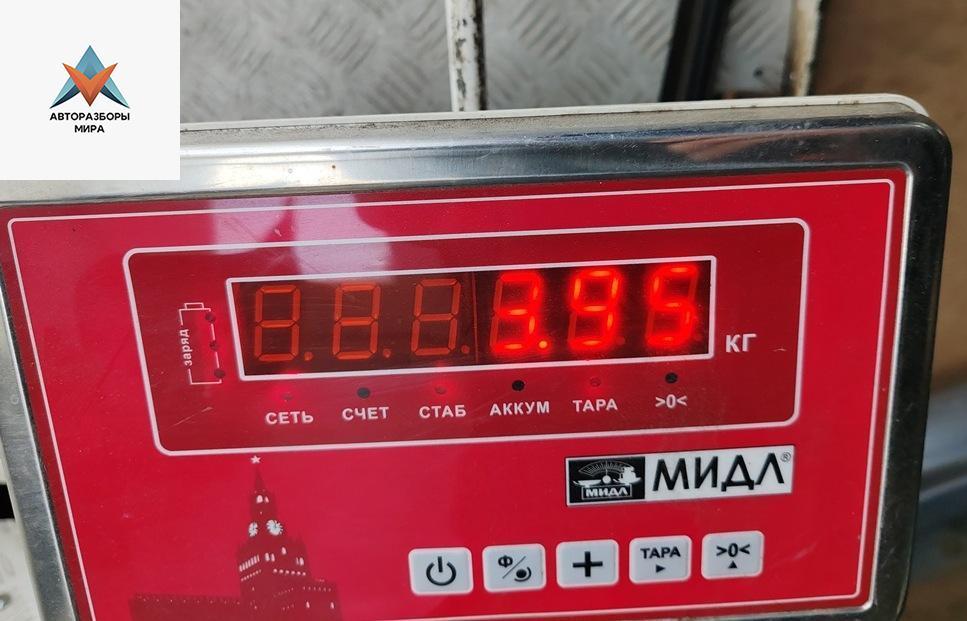 АВТОРАЗБОРЫ
МИРА
заряд
3.95
КГ
СЕТЬ СЧЕТ СТАБ АККУМ ТАРА >0<
МИДЛ
МИДЛ®
Ф/
+
ТАРА
>0<